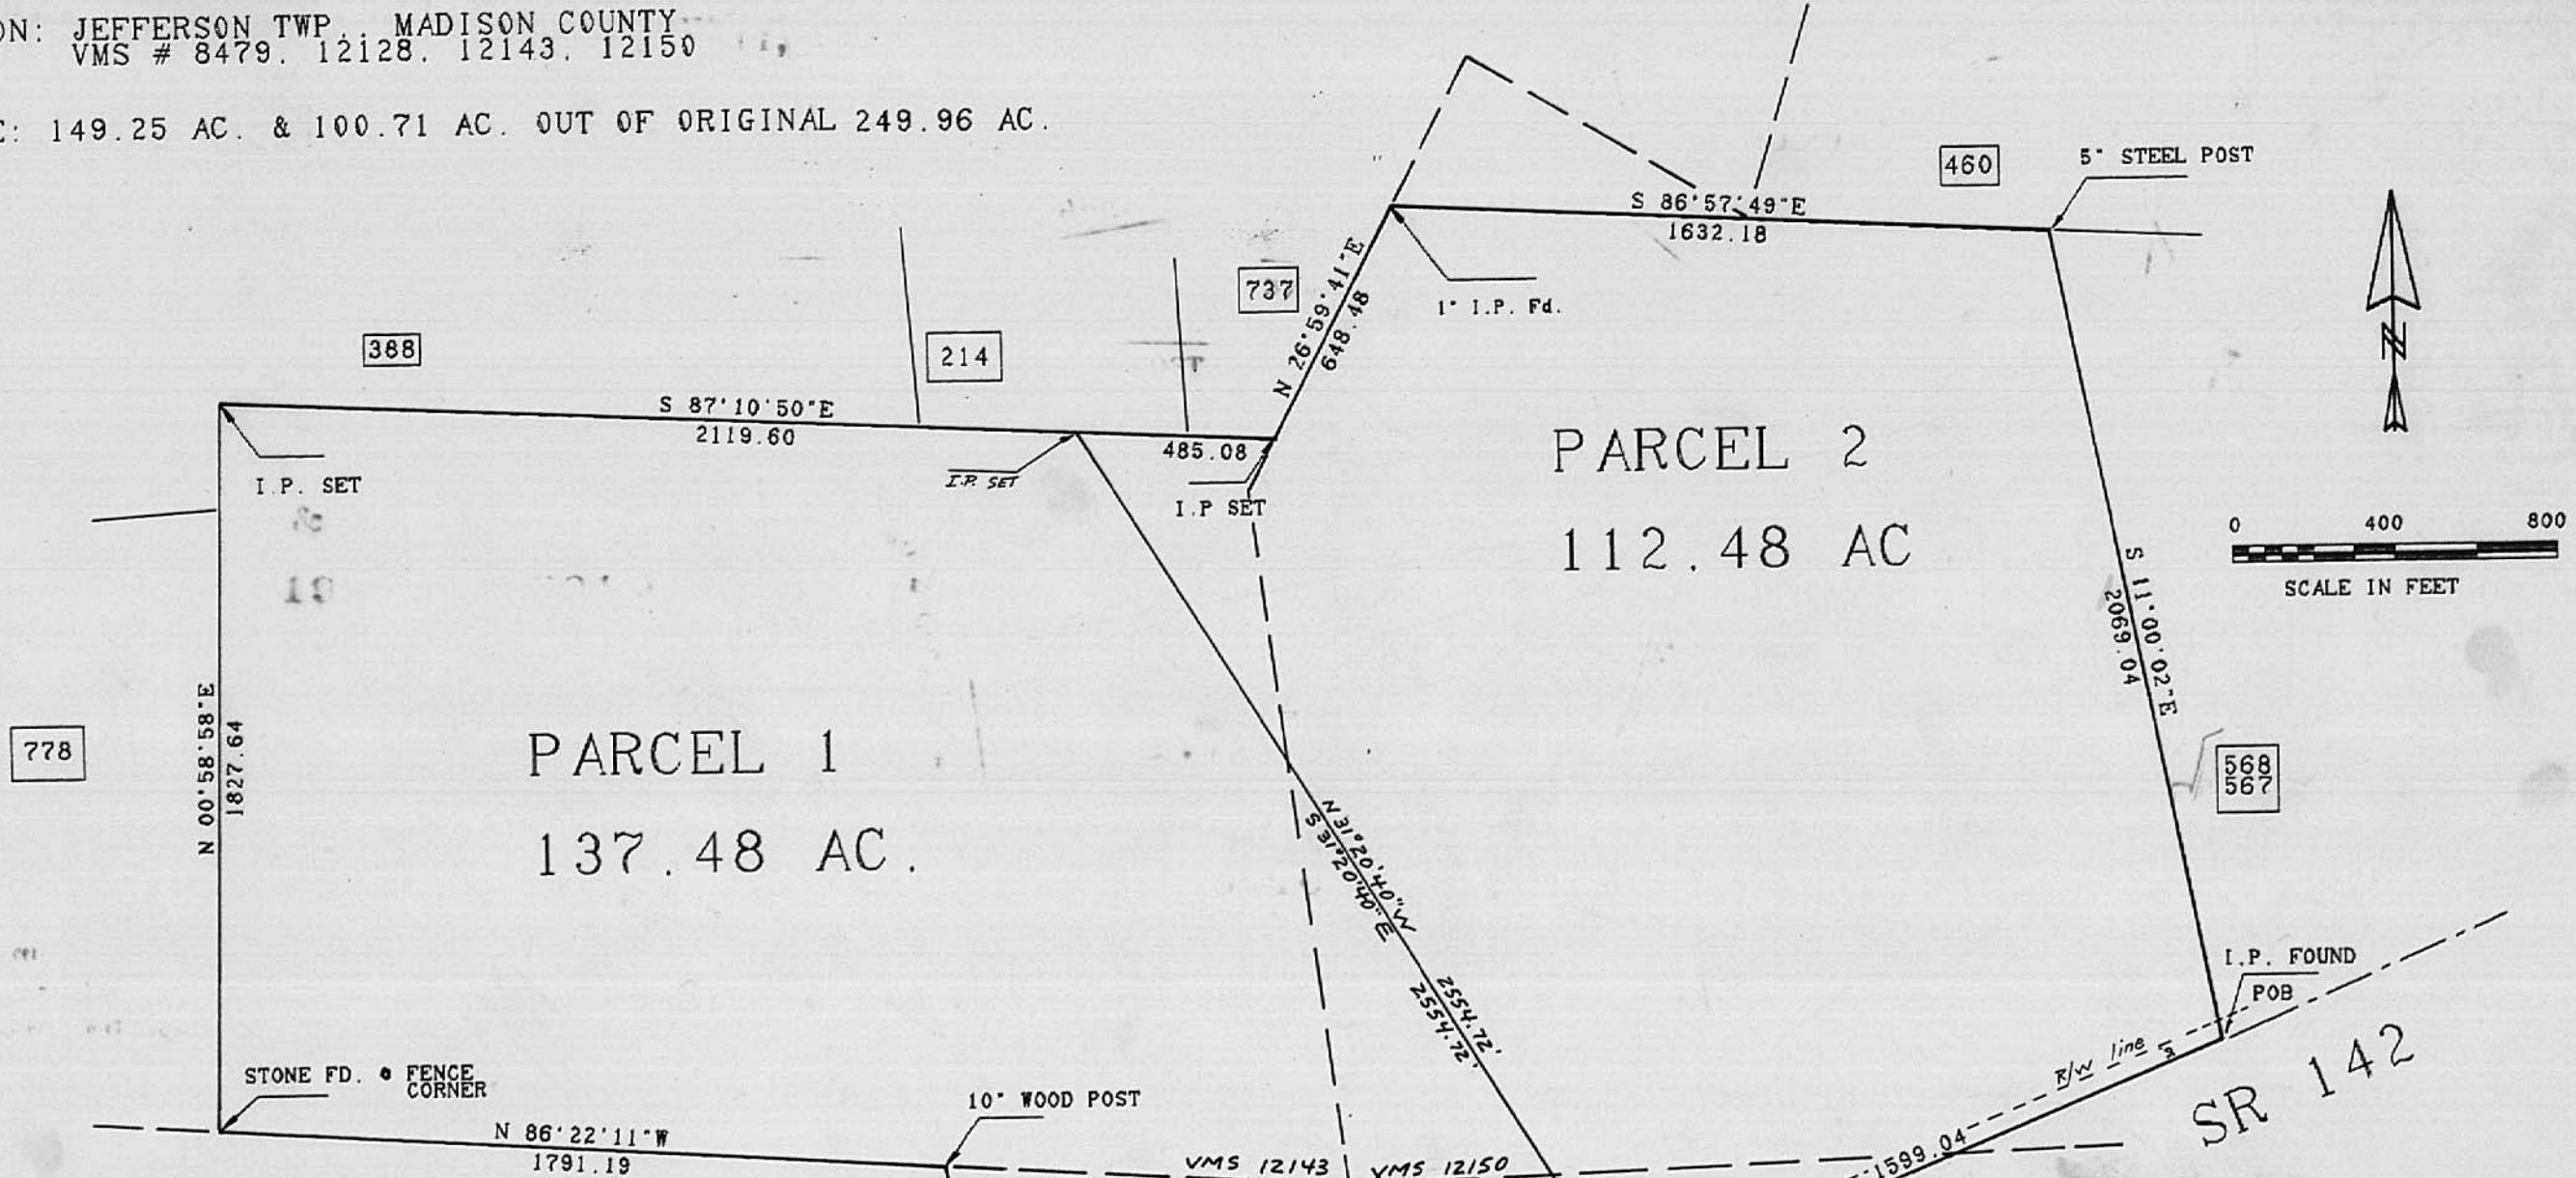 ON: JEFFERSON TWP., MADISON COUNTY
VMS # 8479, 12128, 12143, 12150
E: 149.25 AC. & 100.71 AC. OUT OF ORIGINAL 249.96 AC.
460
5" STEEL POST
S 86°57'49"E
1632.18
737
N 26°59'41"E
648.48
1" I.P. Fd.
388
214
S 87°10'50"E
2119.60
485.08
I.P. SET
I.P. SET
I.P SET
PARCEL 2
112.48 AC
N
0 400 800
SCALE IN FEET
S 11°00'02"E
2069.04
778
N 00°58'58"E
1827.64
PARCEL 1
137.48 AC.
568
567
N31°20'40"W
S 31°20'40"E
2554.72'
2554.72'
I.P. FOUND
POB
R/W line
SR 142
STONE FD. @ FENCE
CORNER
10" WOOD POST
N 86°22'11"W
1791.19
VMS 12143
VMS 12150
1599.04